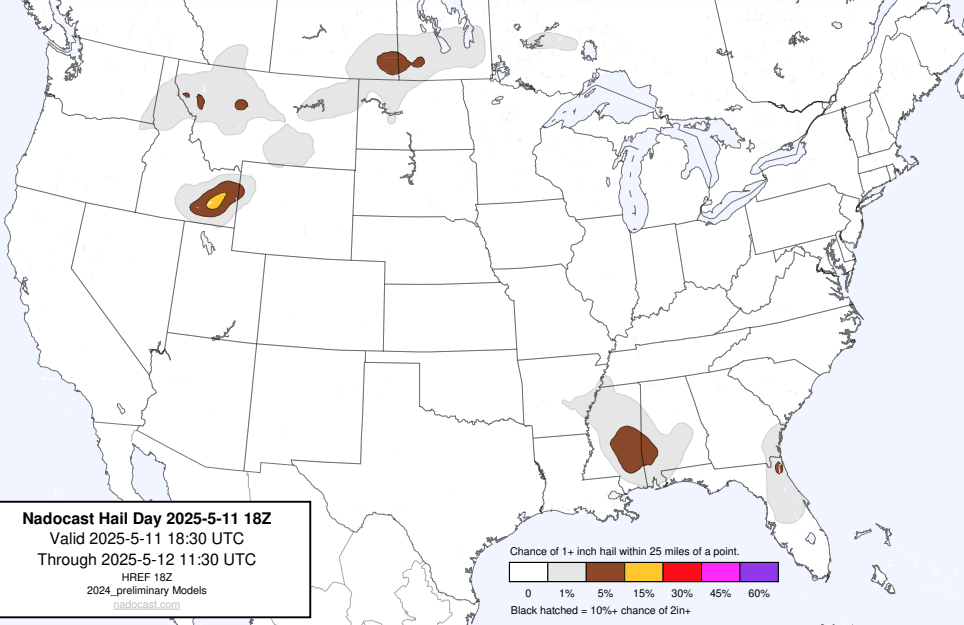 Nadocast Hail Day 2025-5-11 18Z
Valid 2025-5-11 18:30 UTC
Through 2025-5-12 11:30 UTC
HREF 18Z
2024_preliminary Models
nadocast.com
Chance of 1+ inch hail within 25 miles of a point.
0 1% 5% 15% 30% 45% 60%
Black hatched = 10%+ chance of 2in+